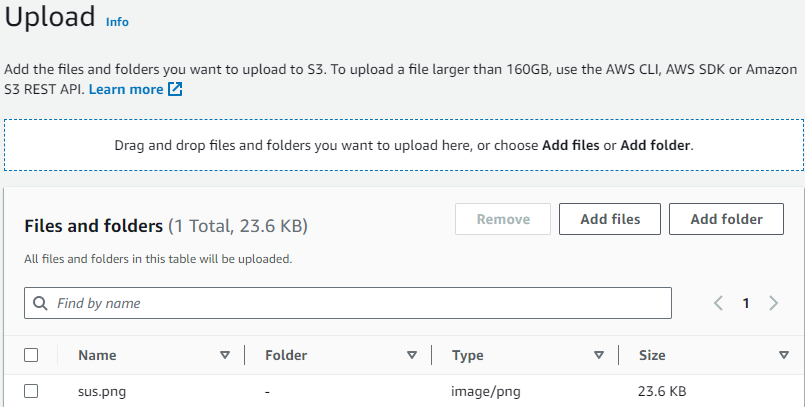 Upload Info
Add the files and folders you want to upload to S3. To upload a file larger than 160GB, use the AWS CLI, AWS SDK or Amazon
S3 REST API. Learn more
Drag and drop files and folders you want to upload here, or choose Add files or Add folder.
Files and folders (1 Total, 23.6 KB)
Remove
Add files
Add folder
All files and folders in this table will be uploaded.
Find by name
1
Name Folder Type Size
sus.png - image/png 23.6 KB